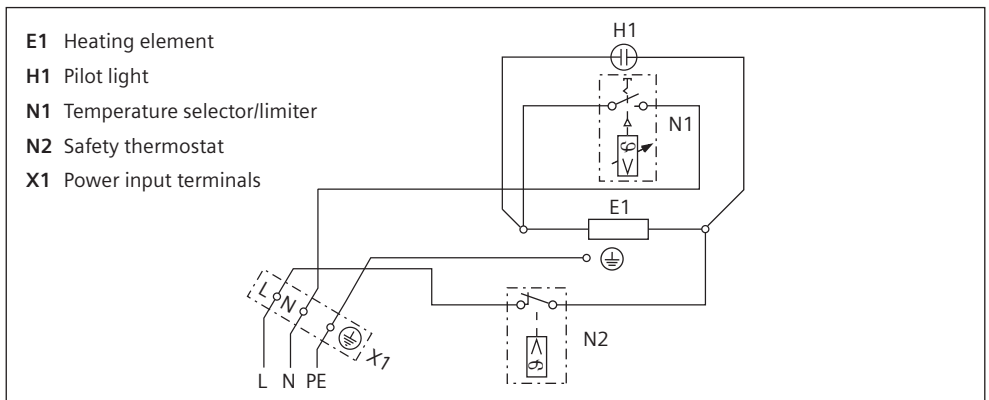 E1 Heating element
H1 Pilot light
N1 Temperature selector/limiter
N2 Safety thermostat
X1 Power input terminals
H1
N1
ϑ
>
E1
L
N
X1
N2
>
ϑ
L N PE